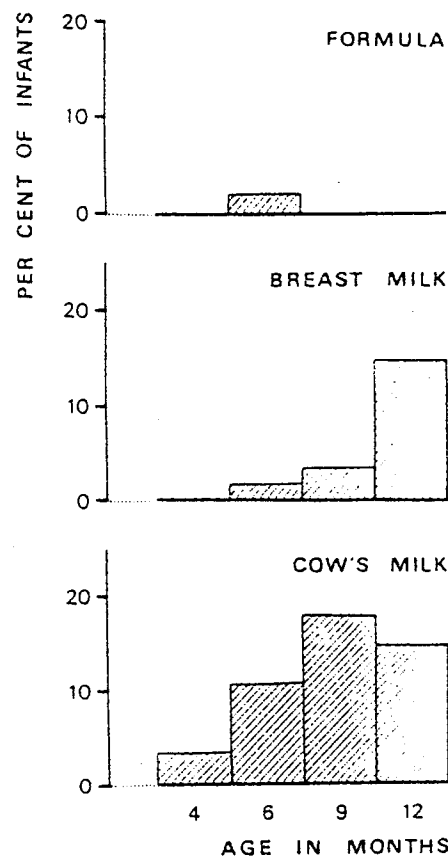 PER CENT OF INFANTS
FORMULA
20
10
0
BREAST MILK
20
10
0
COW'S MILK
20
10
0
4 6 9 12
AGE IN MONTHS